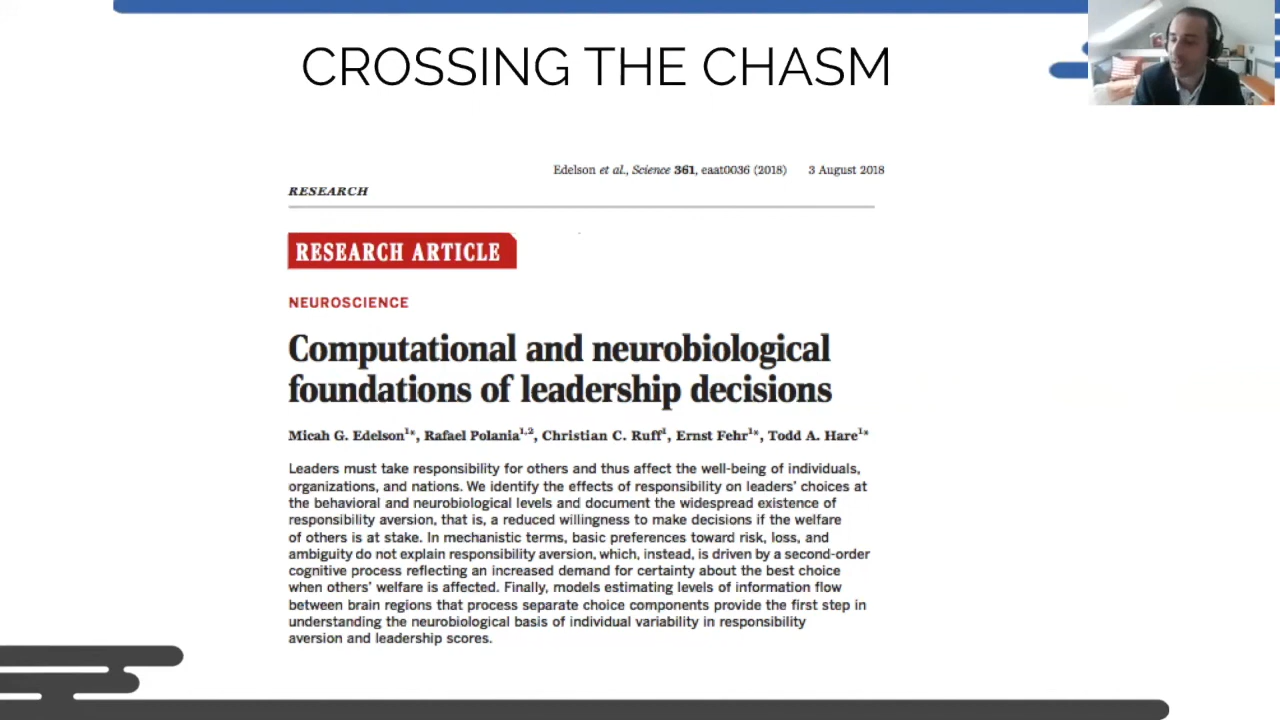 CROSSING THE CHASM
Edelson et al., Science 361, eaat0036 (2018) 3 August 2018
RESEARCH
RESEARCH ARTICLE
NEUROSCIENCE
Computational and neurobiological
foundations of leadership decisions
Micah G. Edelson¹*, Rafael Polania¹,², Christian C. Ruff¹, Ernst Fehr¹*, Todd A. Hare¹*
Leaders must take responsibility for others and thus affect the well-being of individuals,
organizations, and nations. We identify the effects of responsibility on leaders' choices at
the behavioral and neurobiological levels and document the widespread existence of
responsibility aversion, that is, a reduced willingness to make decisions if the welfare
of others is at stake. In mechanistic terms, basic preferences toward risk, loss, and
ambiguity do not explain responsibility aversion, which, instead, is driven by a second-order
cognitive process reflecting an increased demand for certainty about the best choice
when others' welfare is affected. Finally, models estimating levels of information flow
between brain regions that process separate choice components provide the first step in
understanding the neurobiological basis of individual variability in responsibility
aversion and leadership scores.